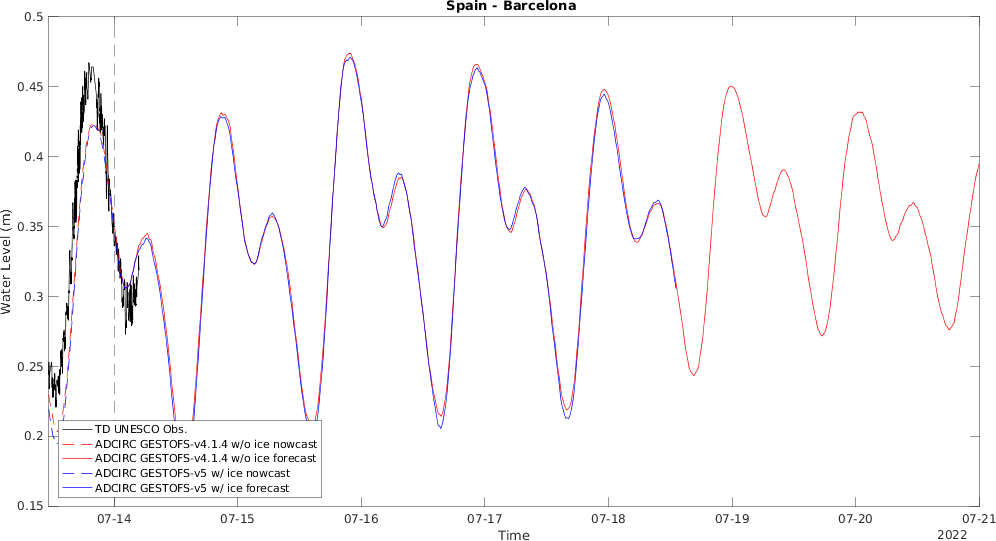 Spain - Barcelona
0.5
0.45
0.4
0.35
0.3
0.25
0.2
0.15
Water Level (m)
TD UNESCO Obs.
ADCIRC GESTOFS-v4.1.4 w/o ice nowcast
ADCIRC GESTOFS-v4.1.4 w/o ice forecast
ADCIRC GESTOFS-v5 w/ ice nowcast
ADCIRC GESTOFS-v5 w/ ice forecast
07-14 07-15 07-16 07-17 07-18 07-19 07-20 07-21
Time
2022